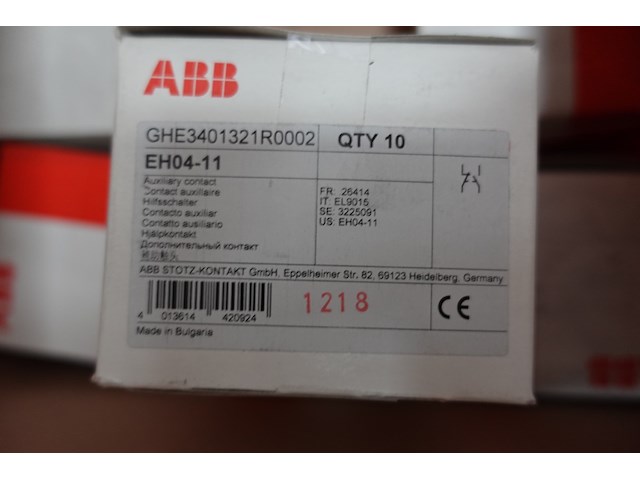 ABB
GHE3401321R0002
QTY 10
EH04-11
Auxiliary contact
Contact auxiliaire
Hilfsschalter
Contacto auxiliar
Contatto ausiliario
Hjälpkontakt
Дополнительный контакт
FR: 26414
IT: EL9015
SE: 3225091
US: EH04-11
ABB STOTZ-KONTAKT GmbH, Eppelheimer Str. 82, 69123 Heidelberg, Germany
4 013614 420924
1218
CE
Made in Bulgaria
ABB